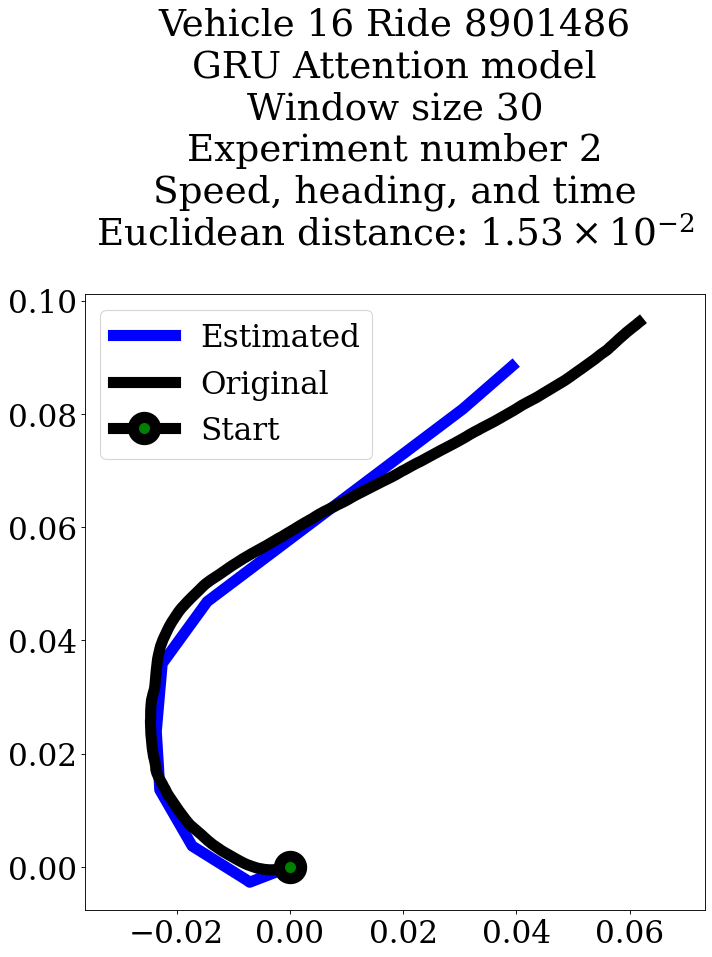 Vehicle 16 Ride 8901486
GRU Attention model
Window size 30
Experiment number 2
Speed, heading, and time
Euclidean distance: 1.53 × 10⁻²
Estimated
Original
Start
0.10
0.08
0.06
0.04
0.02
0.00
−0.02 0.00 0.02 0.04 0.06